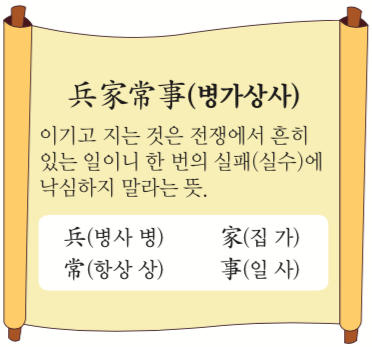 兵家常事(병가상사)
이기고 지는 것은 전쟁에서 흔히
있는 일이니 한 번의 실패(실수)에
낙심하지 말라는 뜻.
兵(병사 병) 家(집 가)
常(항상 상) 事(일 사)